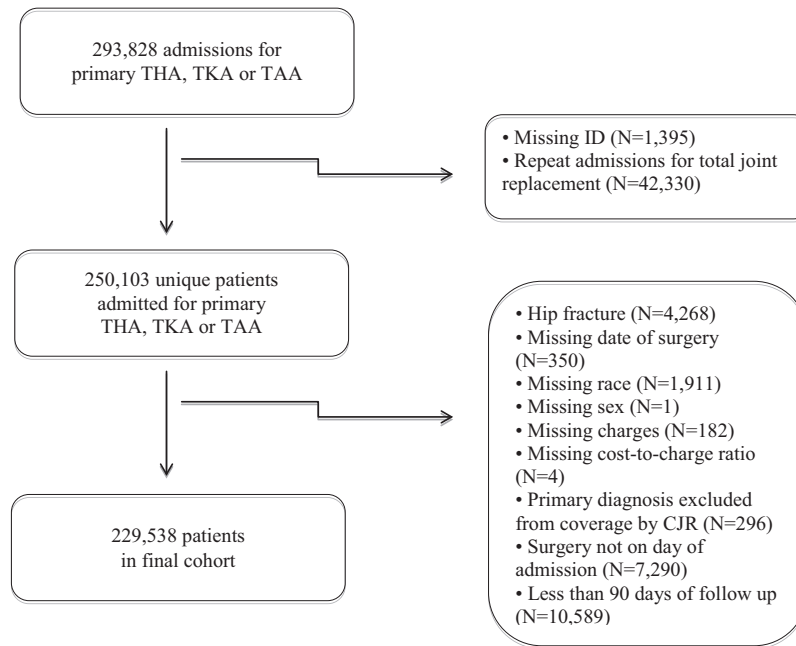 293,828 admissions for
primary THA, TKA or TAA
• Missing ID (N=1,395)
• Repeat admissions for total joint
replacement (N=42,330)
250,103 unique patients
admitted for primary
THA, TKA or TAA
• Hip fracture (N=4,268)
• Missing date of surgery
(N=350)
• Missing race (N=1,911)
• Missing sex (N=1)
• Missing charges (N=182)
• Missing cost-to-charge ratio
(N=4)
• Primary diagnosis excluded
from coverage by CJR (N=296)
• Surgery not on day of
admission (N=7,290)
• Less than 90 days of follow up
(N=10,589)
229,538 patients
in final cohort